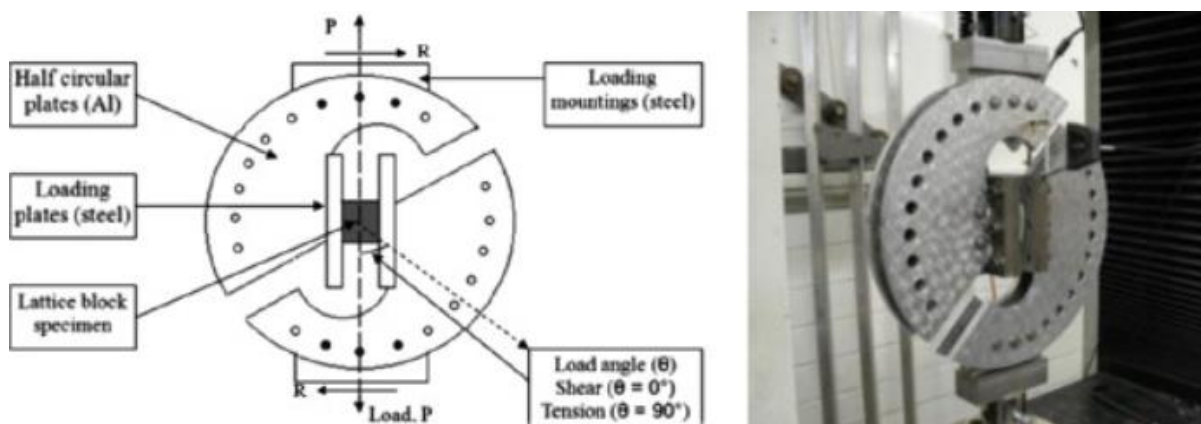 P
R
Half circular
plates (Al)
Loading
mountings (steel)
Loading
plates (steel)
Lattice block
specimen
Load angle (θ)
Shear (θ = 0°)
Tension (θ = 90°)
R
Load. P